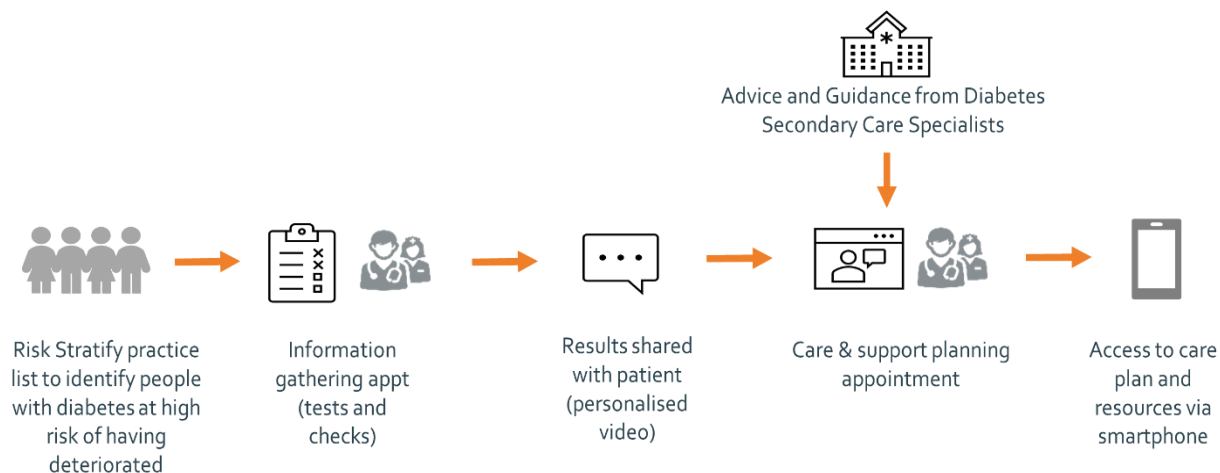 Advice and Guidance from Diabetes
Secondary Care Specialists
Risk Stratify practice
list to identify people
with diabetes at high
risk of having
deteriorated
Information
gathering appt
(tests and
checks)
Results shared
with patient
(personalised
video)
Care & support planning
appointment
Access to care
plan and
resources via
smartphone